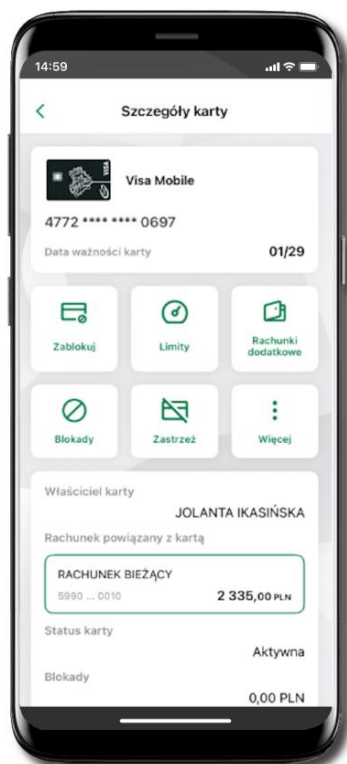 14:59
Szczegóły karty
VISA
Visa Mobile
4772 **** **** 0697
Data ważności karty 01/29
Zablokuj
Limity
Rachunki
dodatkowe
Blokady
Zastrzeż
Więcej
Właściciel karty
JOLANTA IKASIŃSKA
Rachunek powiązany z kartą
RACHUNEK BIEŻĄCY
5990 ... 0010 2 335,00 PLN
Status karty
Aktywna
Blokady
0,00 PLN